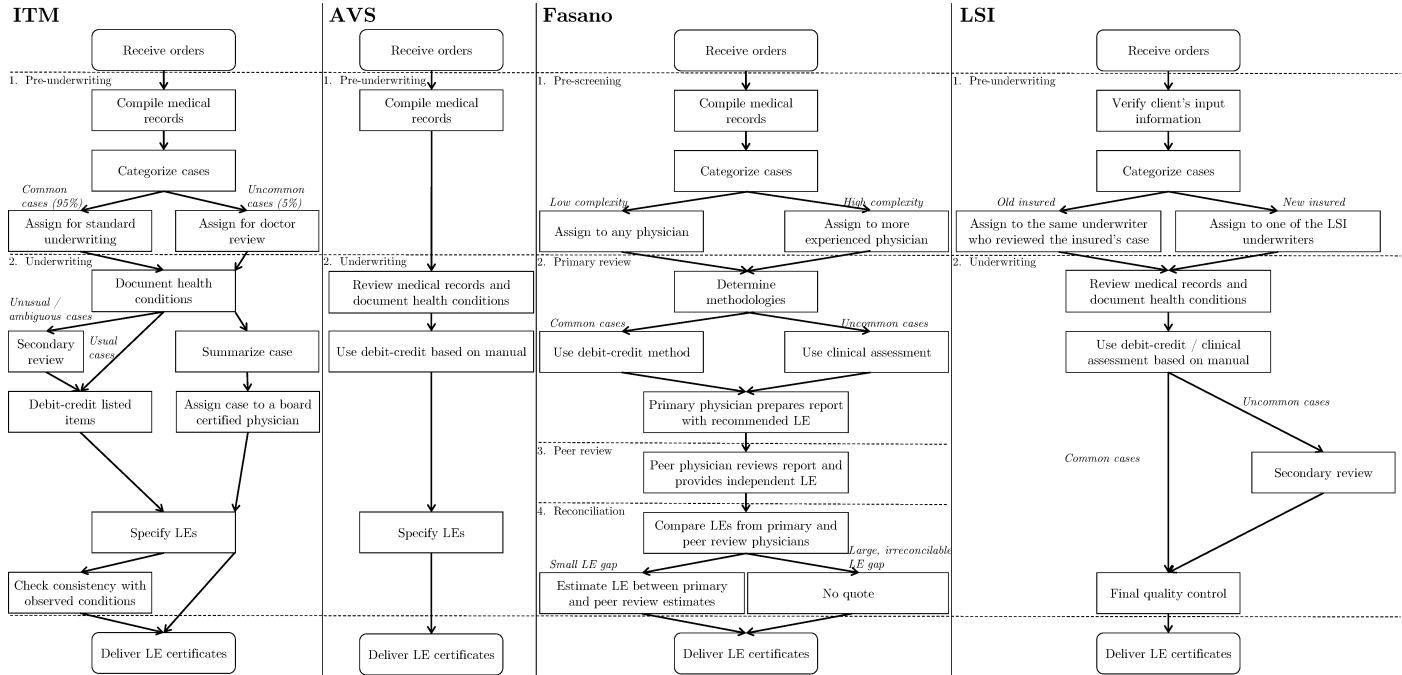 ITM
Receive orders
1. Pre-underwriting
Compile medical
records
Categorize cases
Common
cases (95%)
Uncommon
cases (5%)
Assign for standard
underwriting
Assign for doctor
review
2. Underwriting
Document health
conditions
Unusual /
ambiguous cases
Secondary
review
Usual
cases
Summarize case
Debit-credit listed
items
Assign case to a board
certified physician
Specify LEs
Check consistency with
observed conditions
Deliver LE certificates
AVS
Receive orders
1. Pre-underwriting
Compile medical
records
2. Underwriting
Review medical records and
document health conditions
Use debit-credit based on manual
Specify LEs
Deliver LE certificates
Fasano
Receive orders
1. Pre-screening
Compile medical
records
Categorize cases
Low complexity
High complexity
Assign to any physician
Assign to more
experienced physician
2. Primary review
Determine
methodologies
Common cases
Uncommon cases
Use debit-credit method
Use clinical assessment
Primary physician prepares report
with recommended LE
3. Peer review
Peer physician reviews report and
provides independent LE
4. Reconciliation
Compare LEs from primary and
peer review physicians
Small LE gap
Large, irreconcilable
LE gap
Estimate LE between primary
and peer review estimates
No quote
Deliver LE certificates
LSI
Receive orders
1. Pre-underwriting
Verify client's input
information
Categorize cases
Old insured
New insured
Assign to the same underwriter
who reviewed the insured's case
Assign to one of the LSI
underwriters
2. Underwriting
Review medical records and
document health conditions
Use debit-credit / clinical
assessment based on manual
Uncommon cases
Common cases
Secondary review
Final quality control
Deliver LE certificates